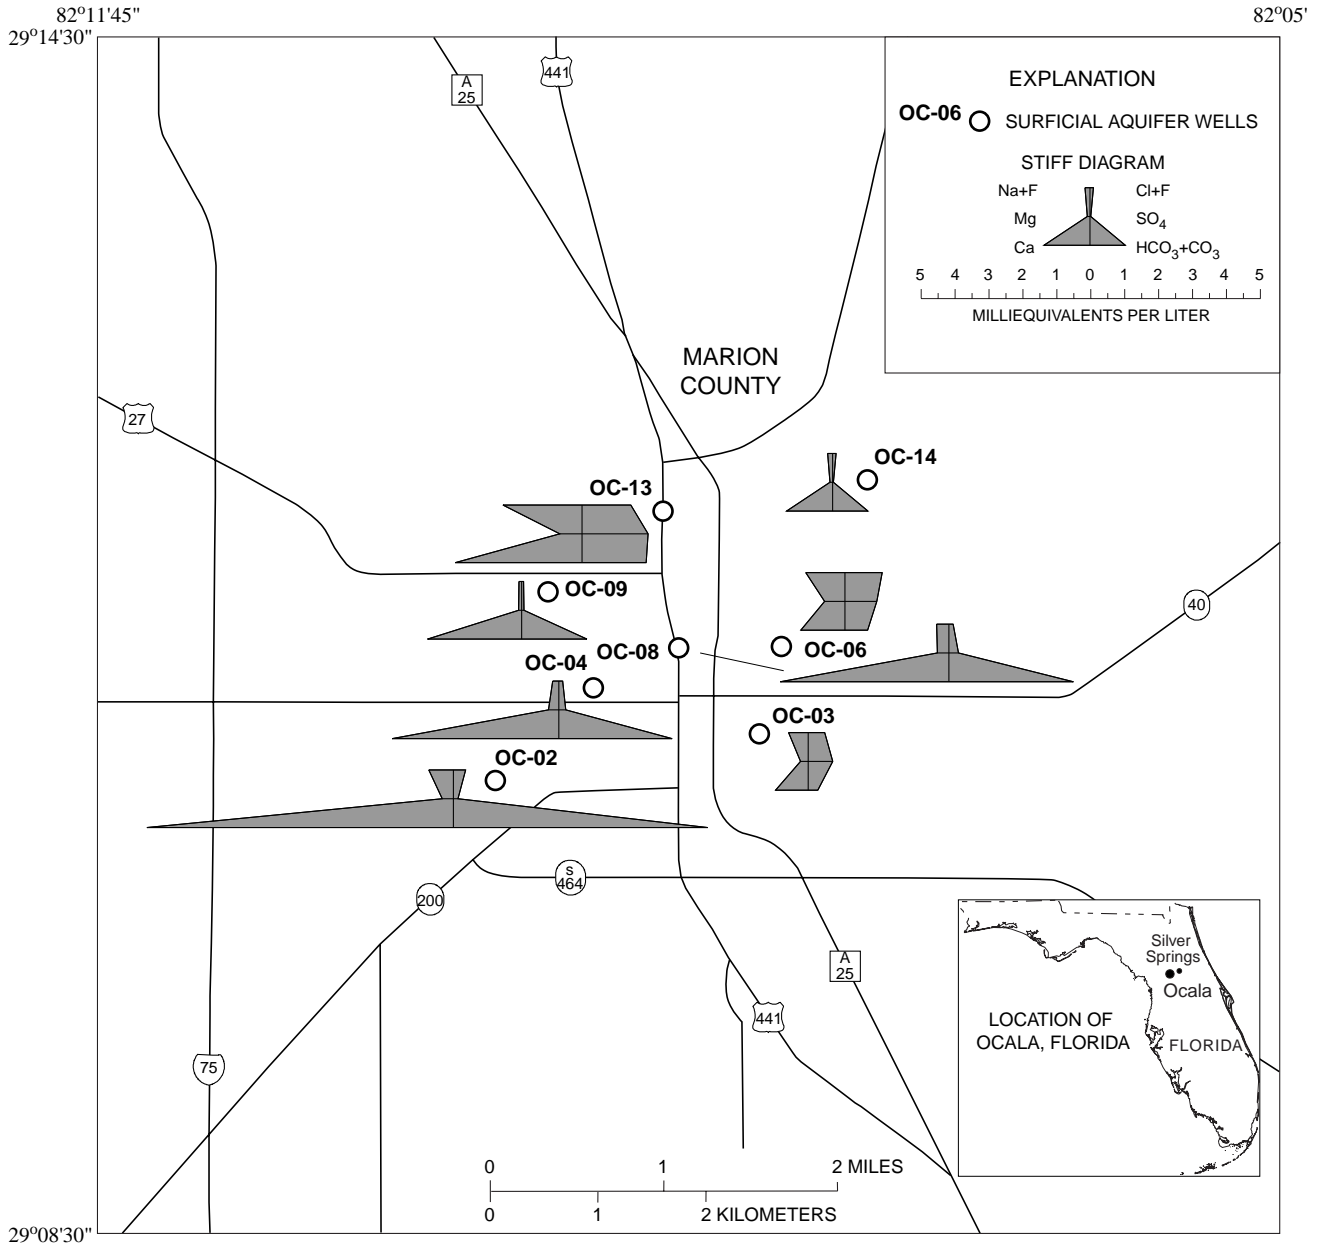 82°11'45"
82°05'
29°14'30"
A
25
441
EXPLANATION
OC-06
SURFICIAL AQUIFER WELLS
STIFF DIAGRAM
Na+F
Cl+F
Mg
SO4
Ca
HCO3+CO3
5 4 3 2 1 0 1 2 3 4 5
MILLIEQUIVALENTS PER LITER
MARION
COUNTY
27
OC-14
OC-13
OC-09
40
OC-08
OC-06
OC-04
OC-03
OC-02
S
464
200
Silver
Springs
A
25
Ocala
441
LOCATION OF
OCALA, FLORIDA
FLORIDA
75
0 1 2 MILES
0 1 2 KILOMETERS
29°08'30"